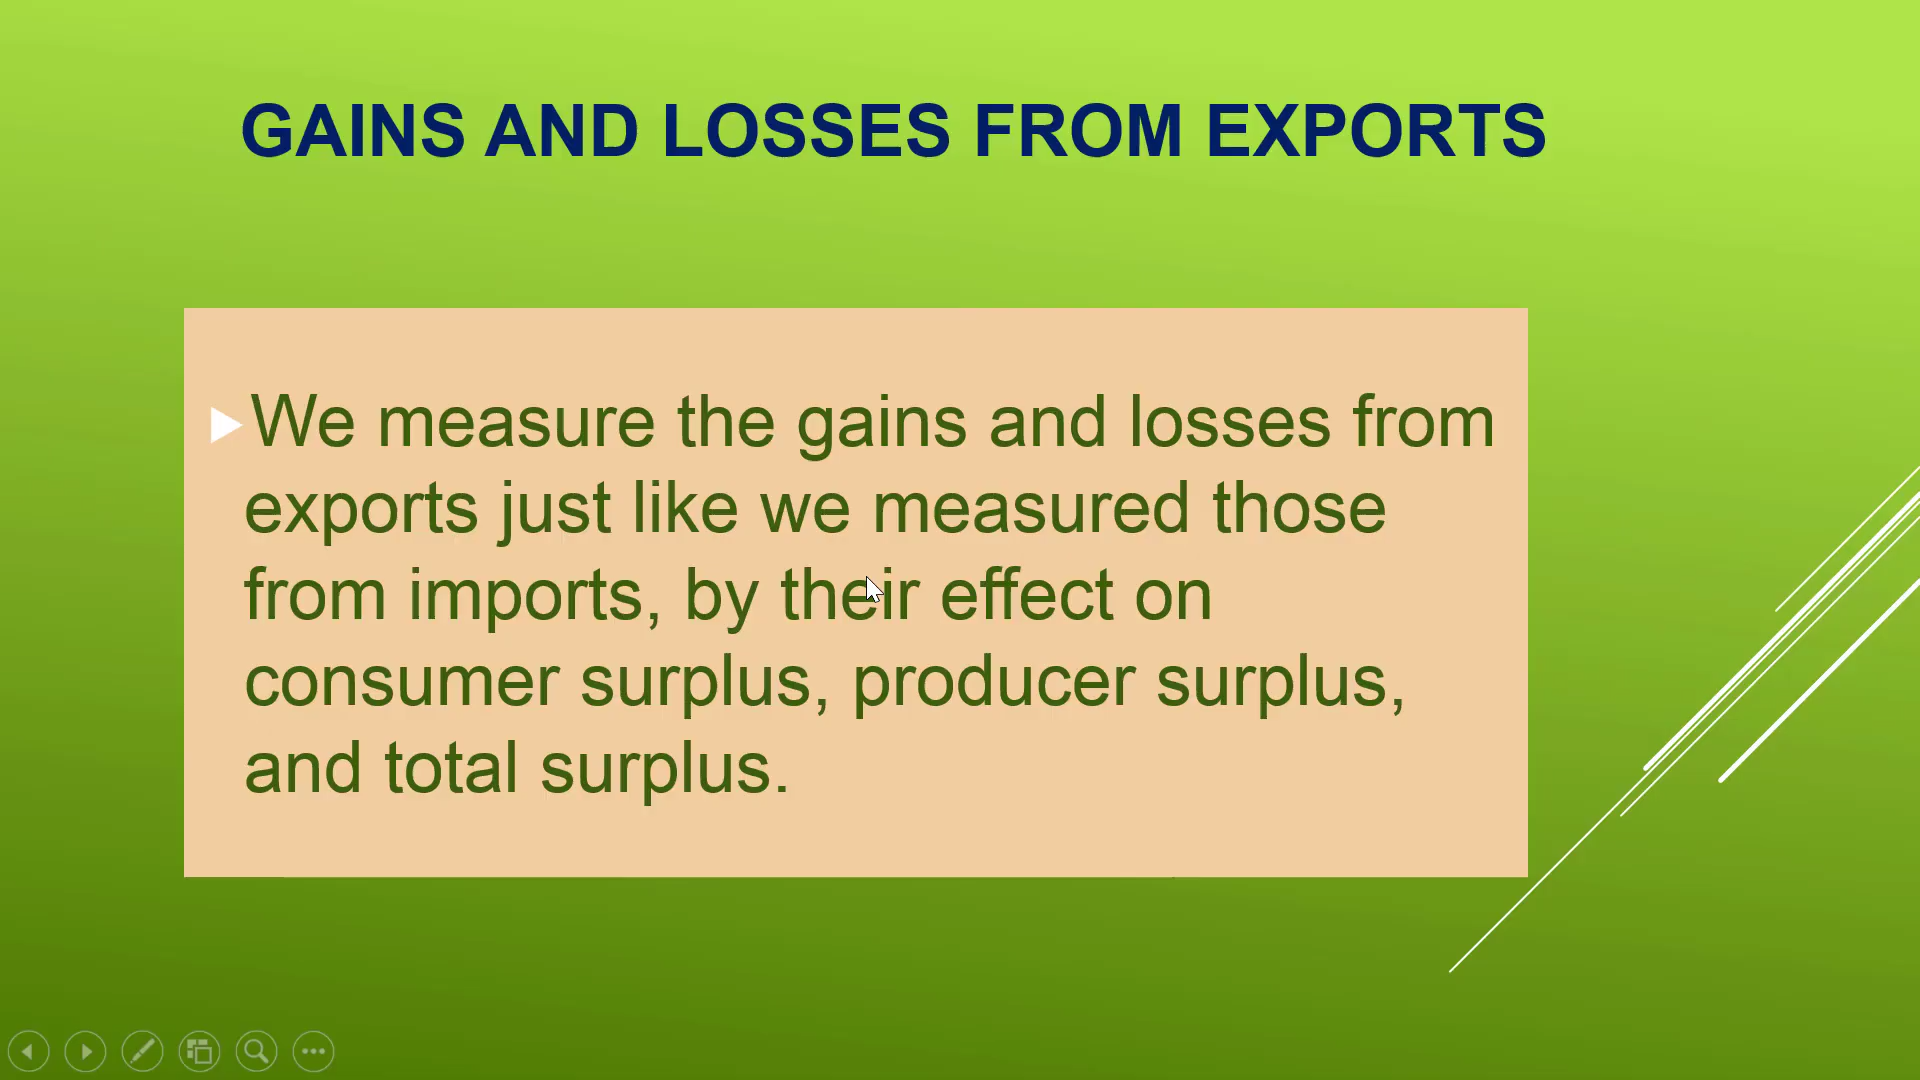 GAINS AND LOSSES FROM EXPORTS
We measure the gains and losses from
exports just like we measured those
from imports, by their effect on
consumer surplus, producer surplus,
and total surplus.